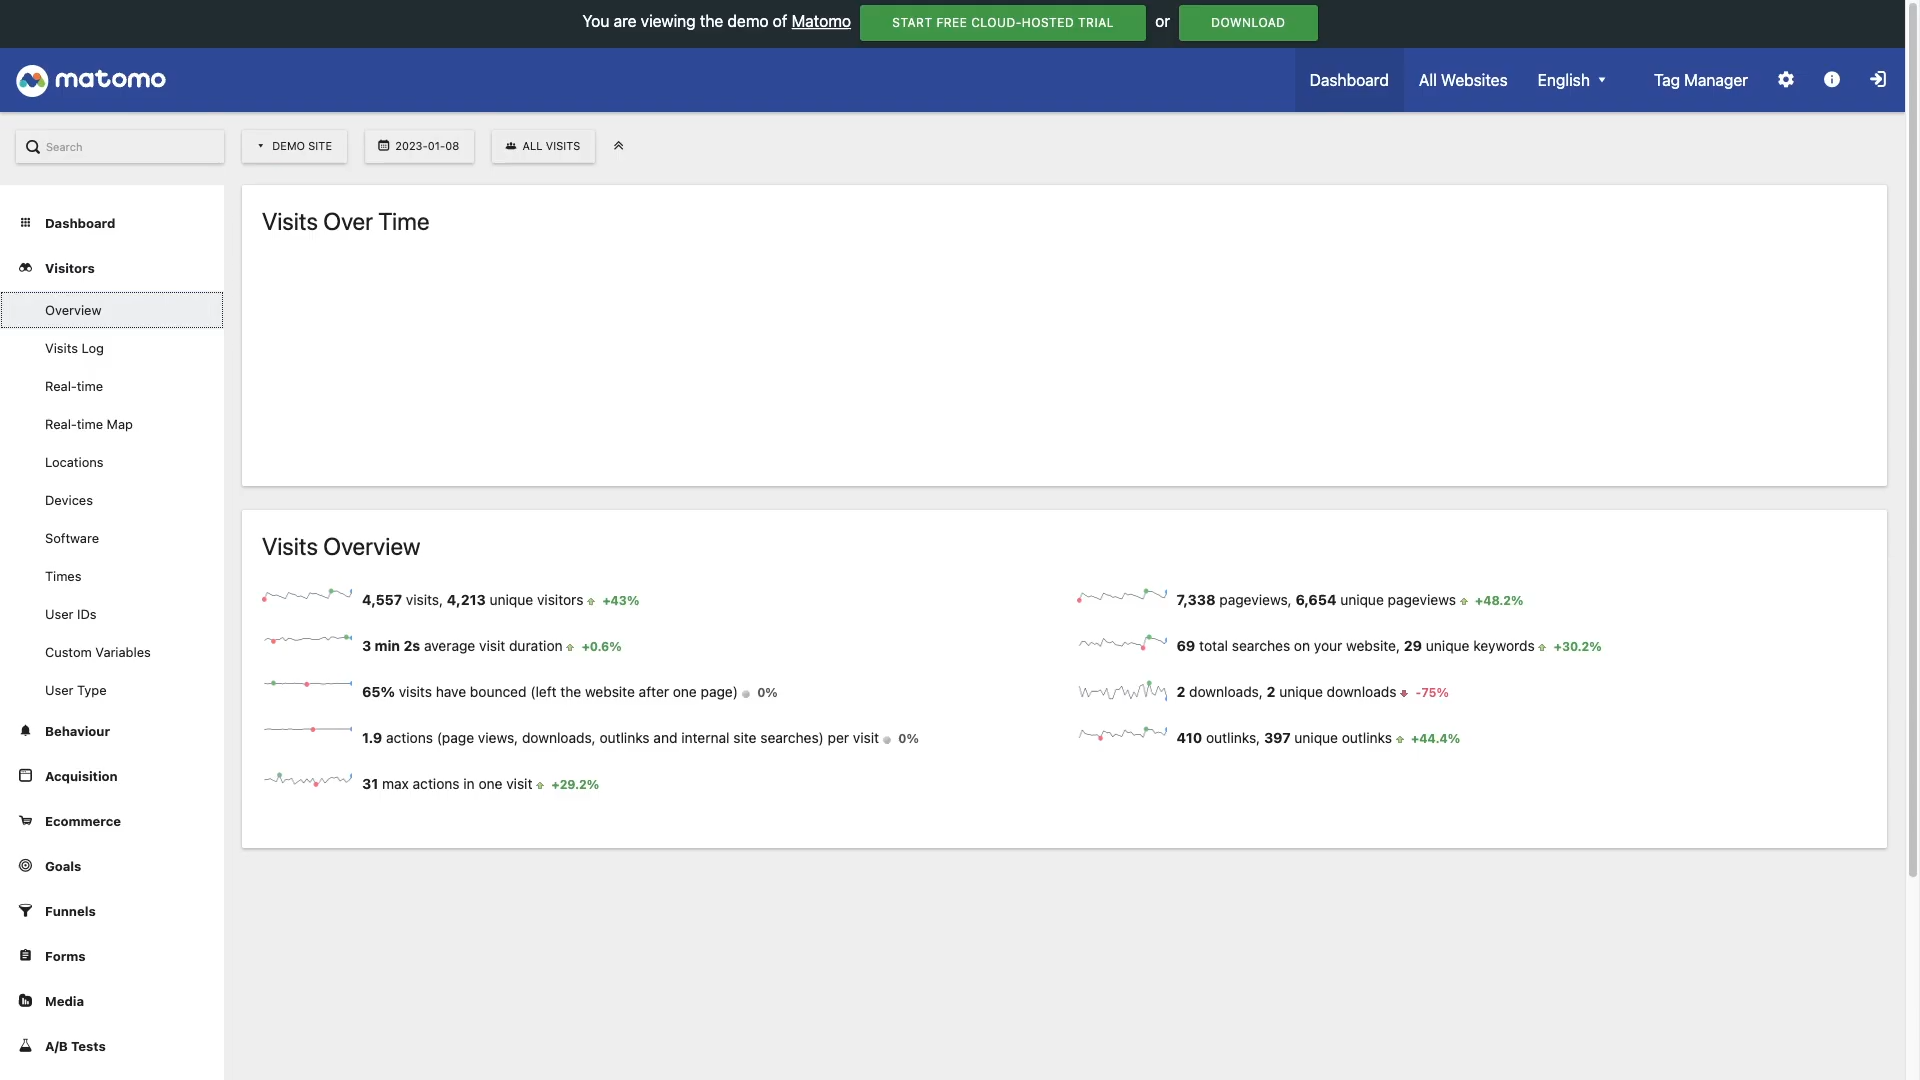 You are viewing the demo of Matomo START FREE CLOUD-HOSTED TRIAL or DOWNLOAD
matomo
Dashboard
All Websites
English
Tag Manager
Search
DEMO SITE
2023-01-08
ALL VISITS
Dashboard
Visitors
Overview
Visits Log
Real-time
Real-time Map
Locations
Devices
Software
Times
User IDs
Custom Variables
User Type
Behaviour
Acquisition
Ecommerce
Goals
Funnels
Forms
Media
A/B Tests
Visits Over Time
Visits Overview
4,557 visits, 4,213 unique visitors +43%
3 min 2s average visit duration +0.6%
65% visits have bounced (left the website after one page) 0%
1.9 actions (page views, downloads, outlinks and internal site searches) per visit 0%
31 max actions in one visit +29.2%
7,338 pageviews, 6,654 unique pageviews +48.2%
69 total searches on your website, 29 unique keywords +30.2%
2 downloads, 2 unique downloads -75%
410 outlinks, 397 unique outlinks +44.4%